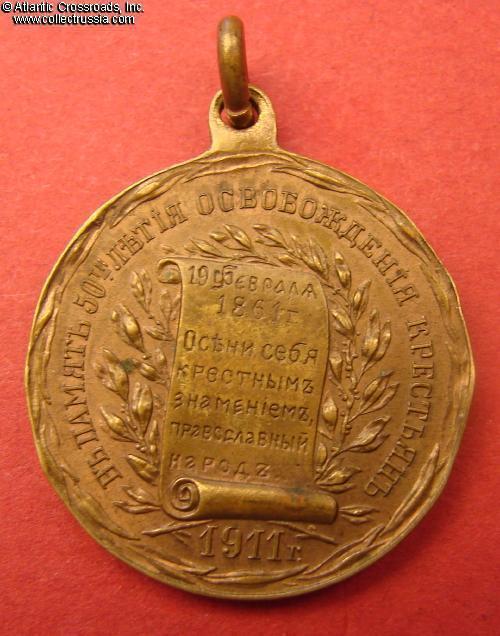 © Atlantic Crossroads, Inc.
www.collectrussia.com
ВЪ ПАМЯТЬ 50ТИ ЛѢТІЯ ОСВОБОЖДЕНІЯ КРЕСТЬЯНЪ
19 ФЕВРАЛЯ
1861 г
Осѣни себя
крестнымъ
знаменіемъ,
православный
народъ.
1911 г.